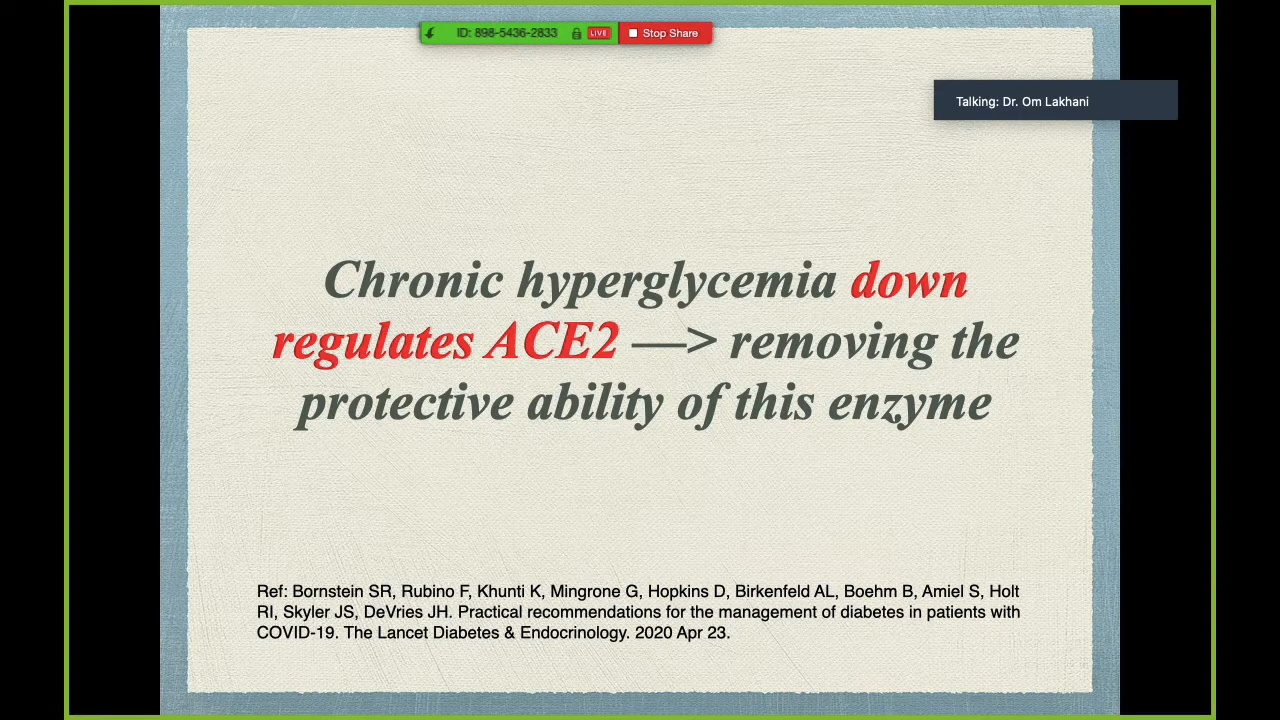 ID: 898-5436-2833 LIVE Stop Share
Talking: Dr. Om Lakhani
Chronic hyperglycemia down
regulates ACE2 —> removing the
protective ability of this enzyme
Ref: Bornstein SR, Rubino F, Khunti K, Mingrone G, Hopkins D, Birkenfeld AL, Boehm B, Amiel S, Holt
RI, Skyler JS, DeVries JH. Practical recommendations for the management of diabetes in patients with
COVID-19. The Lancet Diabetes & Endocrinology. 2020 Apr 23.